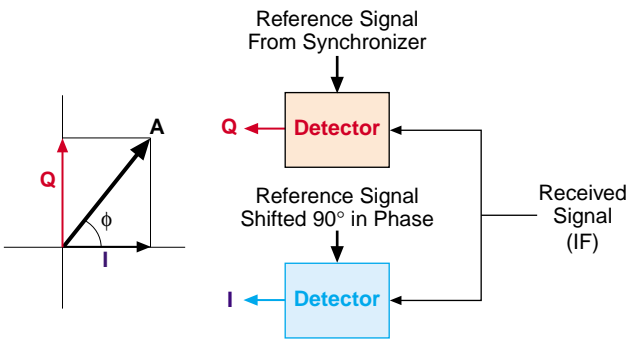 Reference Signal
From Synchronizer
A
Q
Q
Detector
ϕ
I
Reference Signal
Shifted 90° in Phase
Received
Signal
(IF)
I
Detector